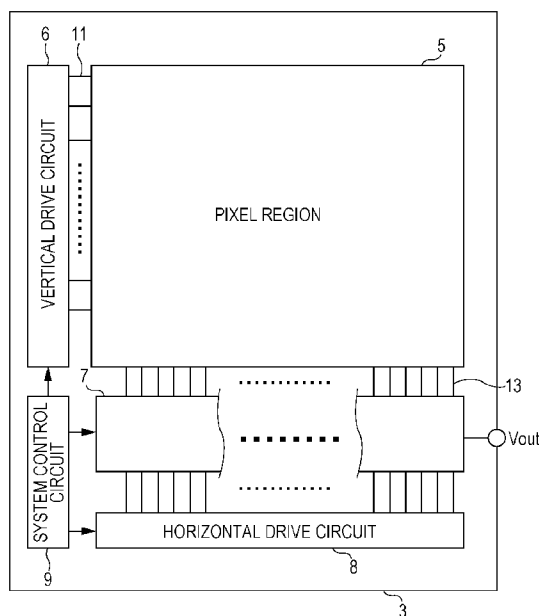 6
11
5
VERTICAL DRIVE CIRCUIT
PIXEL REGION
7
13
SYSTEM CONTROL
CIRCUIT
Vout
HORIZONTAL DRIVE CIRCUIT
9
8
3